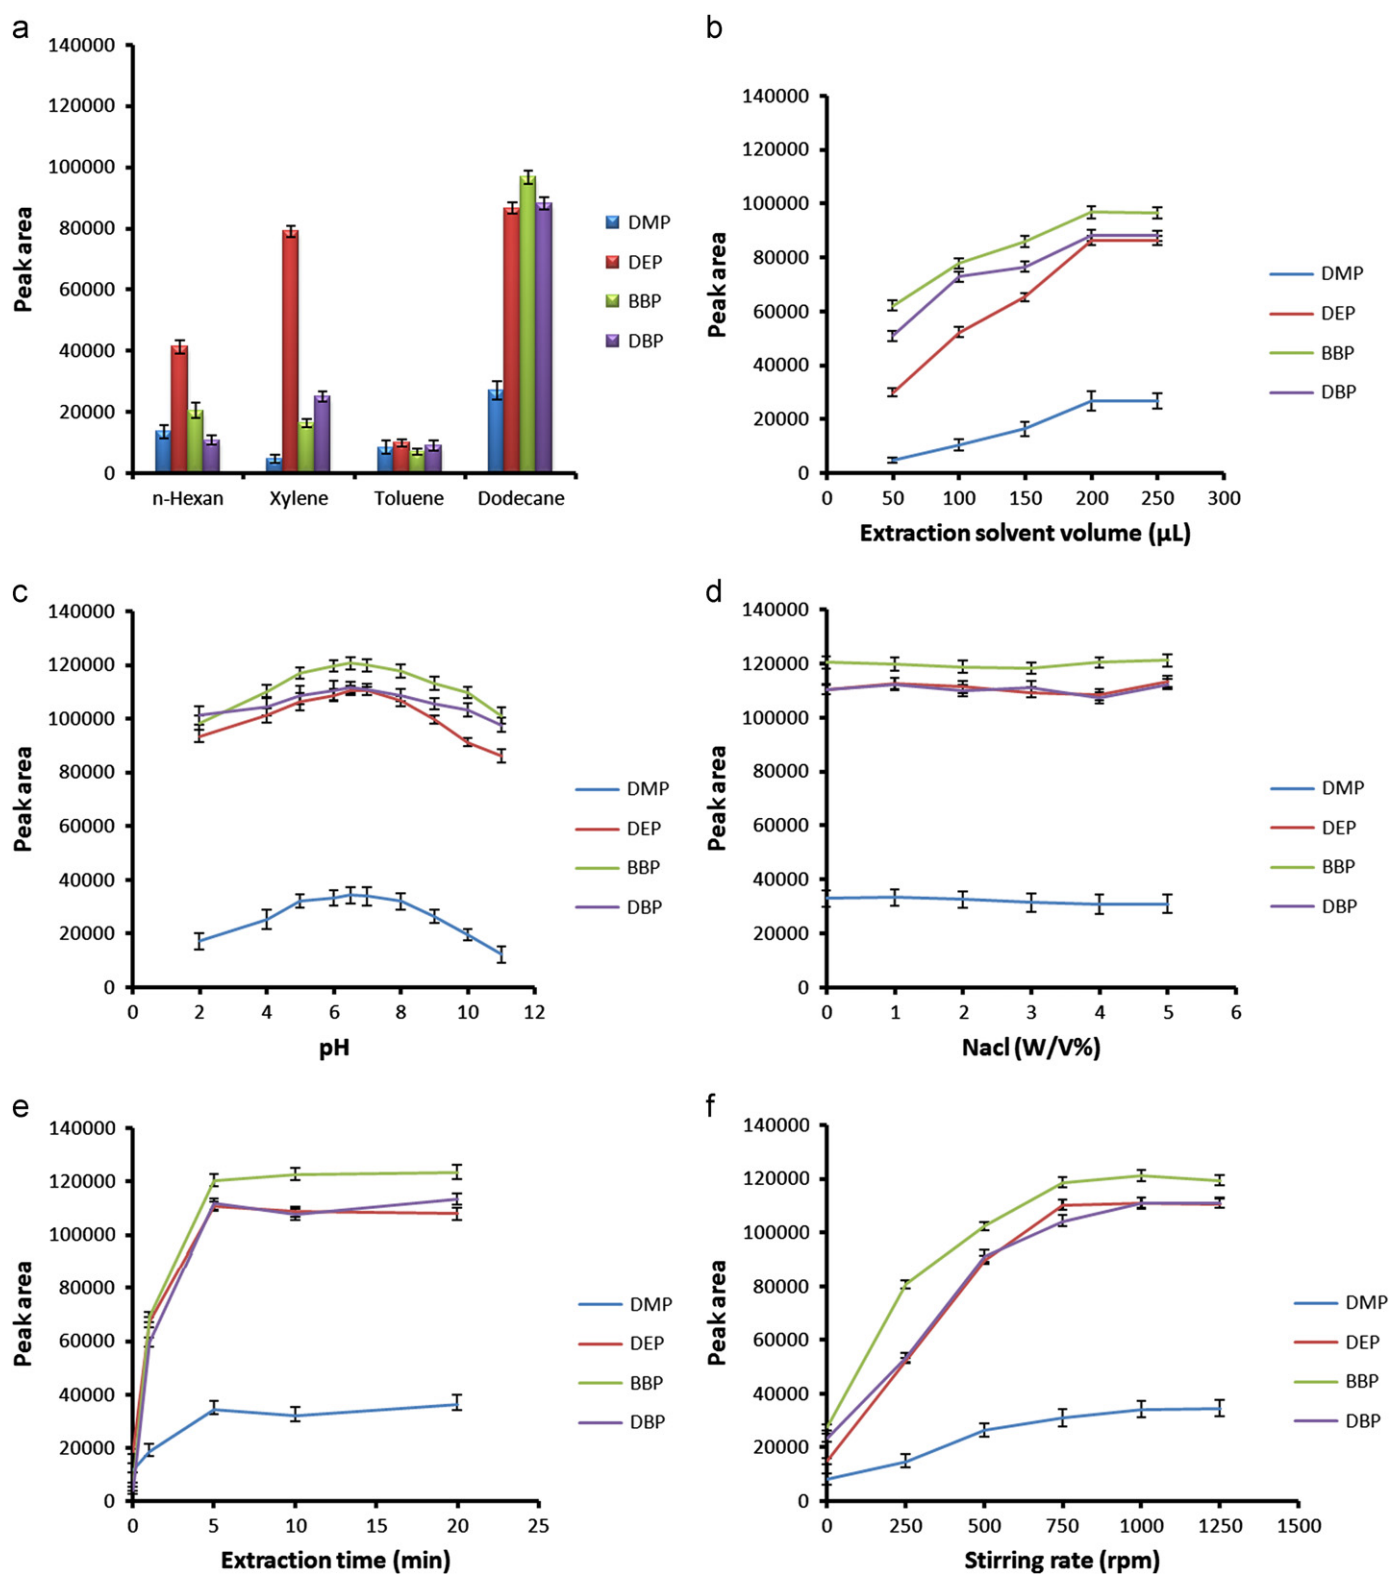 a
140000
120000
100000
80000
60000
40000
20000
0
Peak area
n-Hexan Xylene Toluene Dodecane
DMP
DEP
BBP
DBP
b
140000
120000
100000
80000
60000
40000
20000
0
Peak area
0 50 100 150 200 250 300
Extraction solvent volume (µL)
DMP
DEP
BBP
DBP
c
140000
120000
100000
80000
60000
40000
20000
0
Peak area
0 2 4 6 8 10 12
pH
DMP
DEP
BBP
DBP
d
140000
120000
100000
80000
60000
40000
20000
0
Peak area
0 1 2 3 4 5 6
Nacl (W/V%)
DMP
DEP
BBP
DBP
e
140000
120000
100000
80000
60000
40000
20000
0
Peak area
0 5 10 15 20 25
Extraction time (min)
DMP
DEP
BBP
DBP
f
140000
120000
100000
80000
60000
40000
20000
0
Peak area
0 250 500 750 1000 1250 1500
Stirring rate (rpm)
DMP
DEP
BBP
DBP